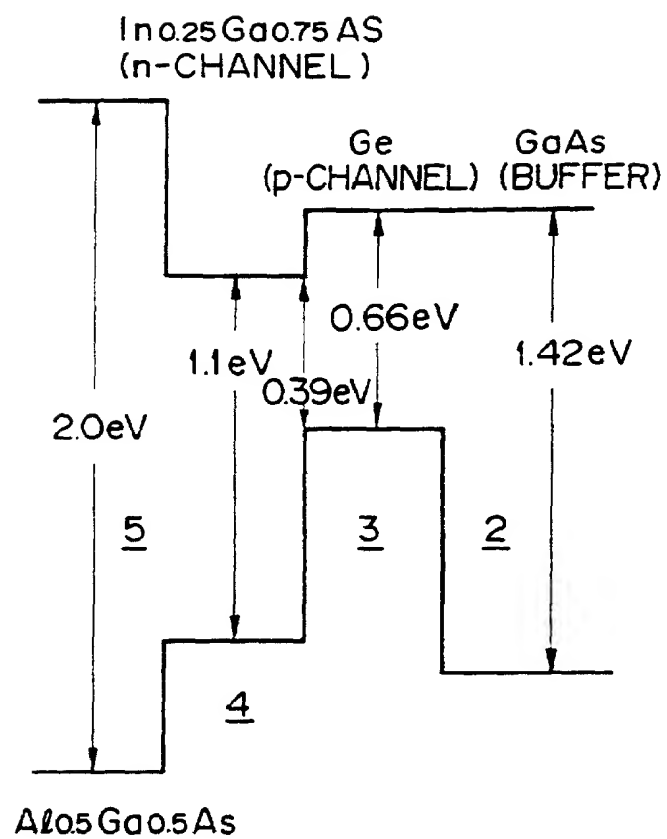 In0.25Ga0.75AS
(n-CHANNEL)
Ge
(p-CHANNEL)
GaAs
(BUFFER)
0.66eV
1.1eV
1.42eV
0.39eV
2.0eV
5
3
2
4
Al0.5Ga0.5As